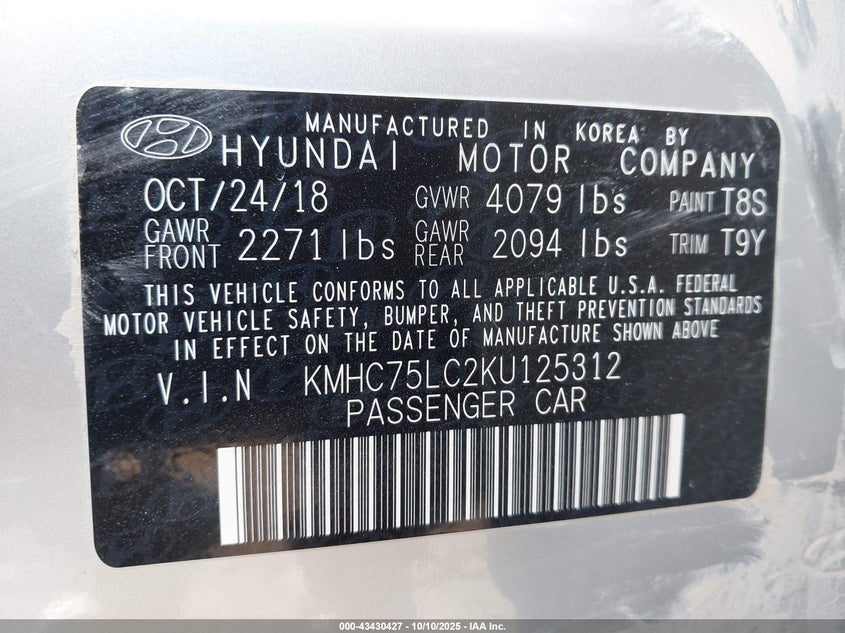 MANUFACTURED IN KOREA BY
HYUNDAI MOTOR COMPANY
OCT/24/18 GVWR 4079 lbs PAINT T8S
GAWR FRONT 2271 lbs GAWR REAR 2094 lbs TRIM T9Y
THIS VEHICLE CONFORMS TO ALL APPLICABLE U.S.A. FEDERAL
MOTOR VEHICLE SAFETY, BUMPER, AND THEFT PREVENTION STANDARDS
IN EFFECT ON THE DATE OF MANUFACTURE SHOWN ABOVE
V.I.N KMHC75LC2KU125312
PASSENGER CAR
000-43430427 - 10/10/2025 - IAA Inc.